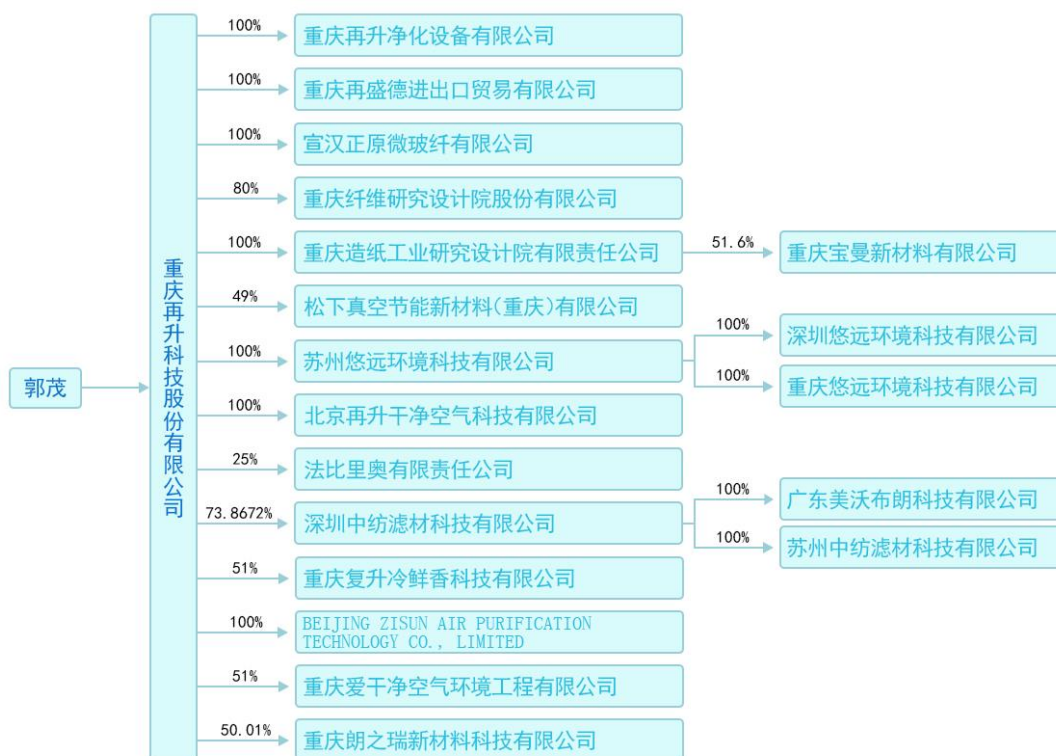 郭茂
重庆再升科技股份有限公司
100%
重庆再升净化设备有限公司
100%
重庆再盛德进出口贸易有限公司
100%
宣汉正原微玻纤有限公司
80%
重庆纤维研究设计院股份有限公司
100%
重庆造纸工业研究设计院有限责任公司
51.6%
重庆宝曼新材料有限公司
49%
松下真空节能新材料(重庆)有限公司
100%
苏州悠远环境科技有限公司
100%
深圳悠远环境科技有限公司
100%
重庆悠远环境科技有限公司
100%
北京再升干净空气科技有限公司
25%
法比里奥有限责任公司
73.8672%
深圳中纺滤材科技有限公司
100%
广东美沃布朗科技有限公司
100%
苏州中纺滤材科技有限公司
51%
重庆复升冷鲜香科技有限公司
100%
BEIJING ZISUN AIR PURIFICATION
TECHNOLOGY CO., LIMITED
51%
重庆爱干净空气环境工程有限公司
50.01%
重庆朗之瑞新材料科技有限公司